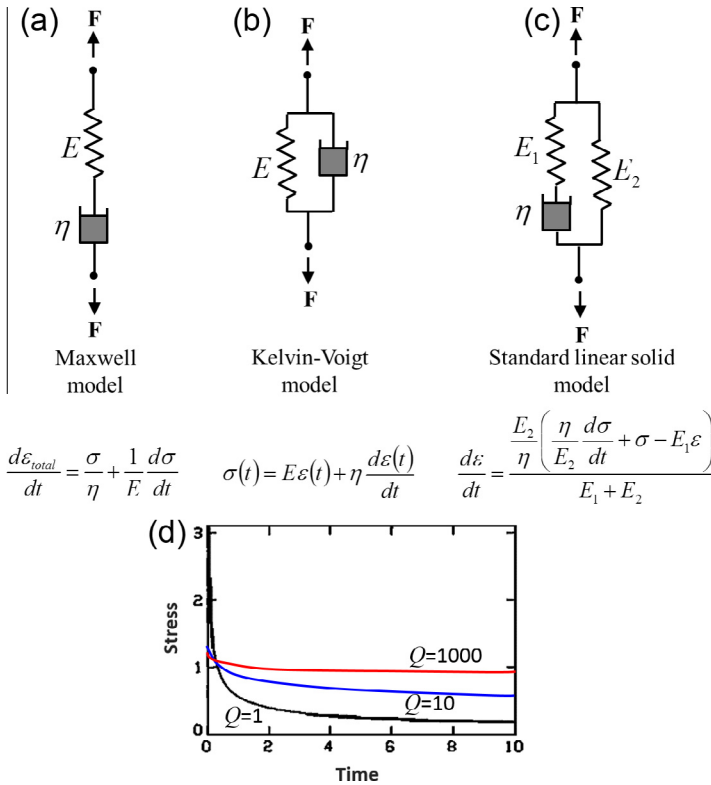 (a)
(b)
(c)
F
F
F
E
η
E
η
E₁
E₂
η
F
F
F
Maxwell
model
Kelvin-Voigt
model
Standard linear solid
model
dε_total/dt = σ/η + (1/E) dσ/dt
σ(t) = Eε(t) + η dε(t)/dt
dε/dt = (E₂/η (η/E₂ dσ/dt + σ − E₁ε))/(E₁ + E₂)
(d)
Stress
3
2
1
0
Q=1000
Q=10
Q=1
0 2 4 6 8 10
Time